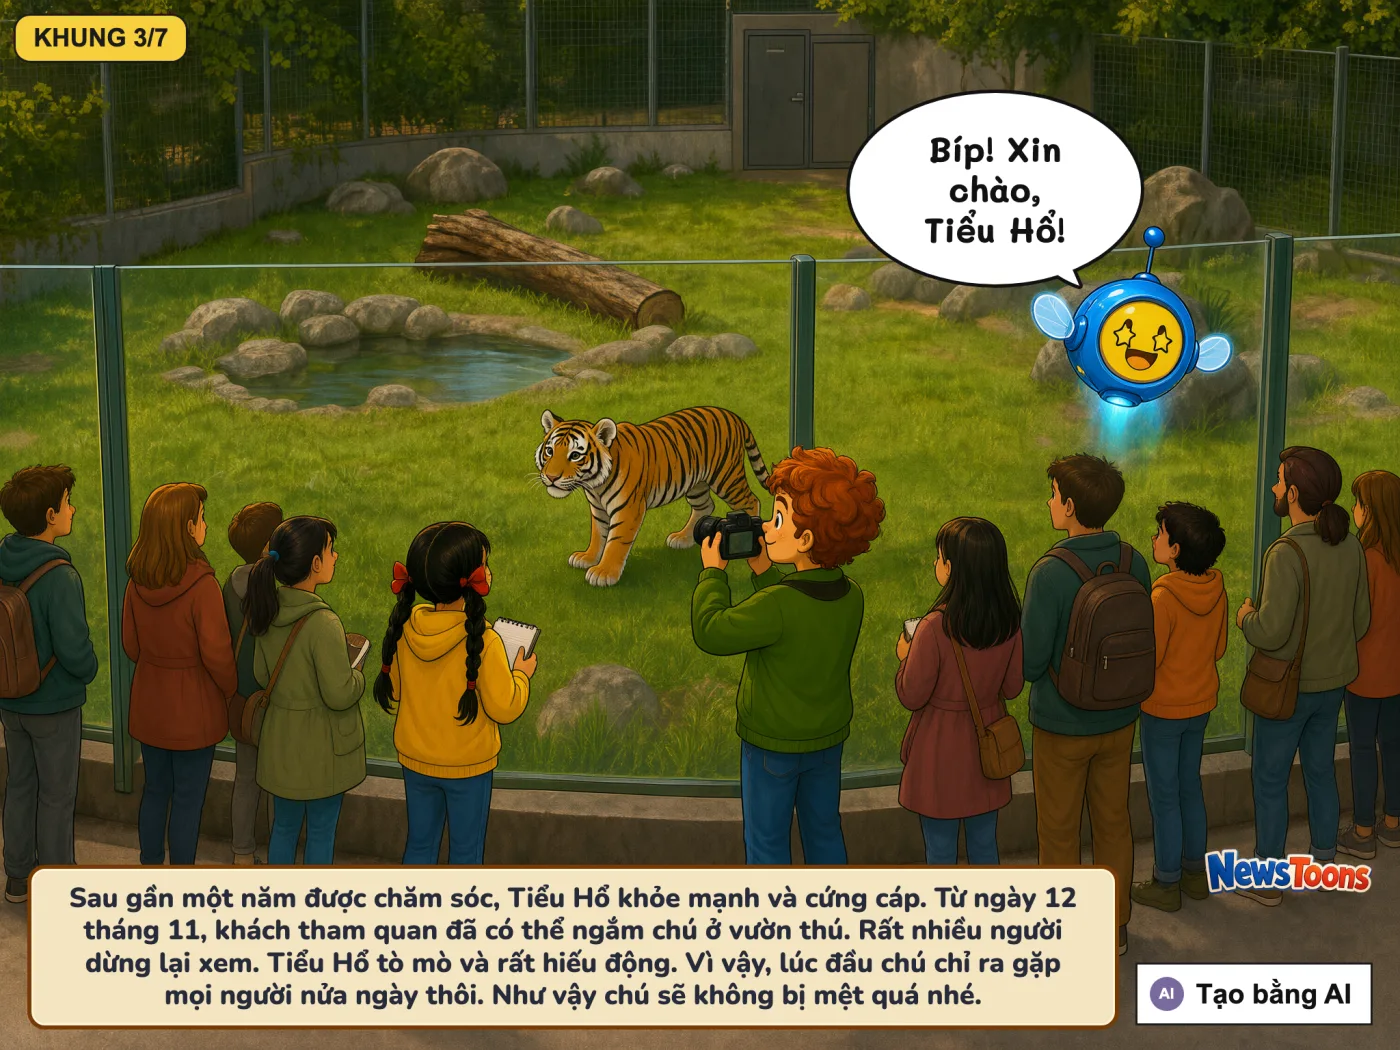 KHUNG 3/7
Bíp! Xin
chào,
Tiểu Hổ!
Sau gần một năm được chăm sóc, Tiểu Hổ khỏe mạnh và cứng cáp. Từ ngày 12
tháng 11, khách tham quan đã có thể ngắm chú ở vườn thú. Rất nhiều người
dừng lại xem. Tiểu Hổ tò mò và rất hiếu động. Vì vậy, lúc đầu chú chỉ ra gặp
mọi người nửa ngày thôi. Như vậy chú sẽ không bị mệt quá nhé.
NewsToons
AI Tạo bằng AI